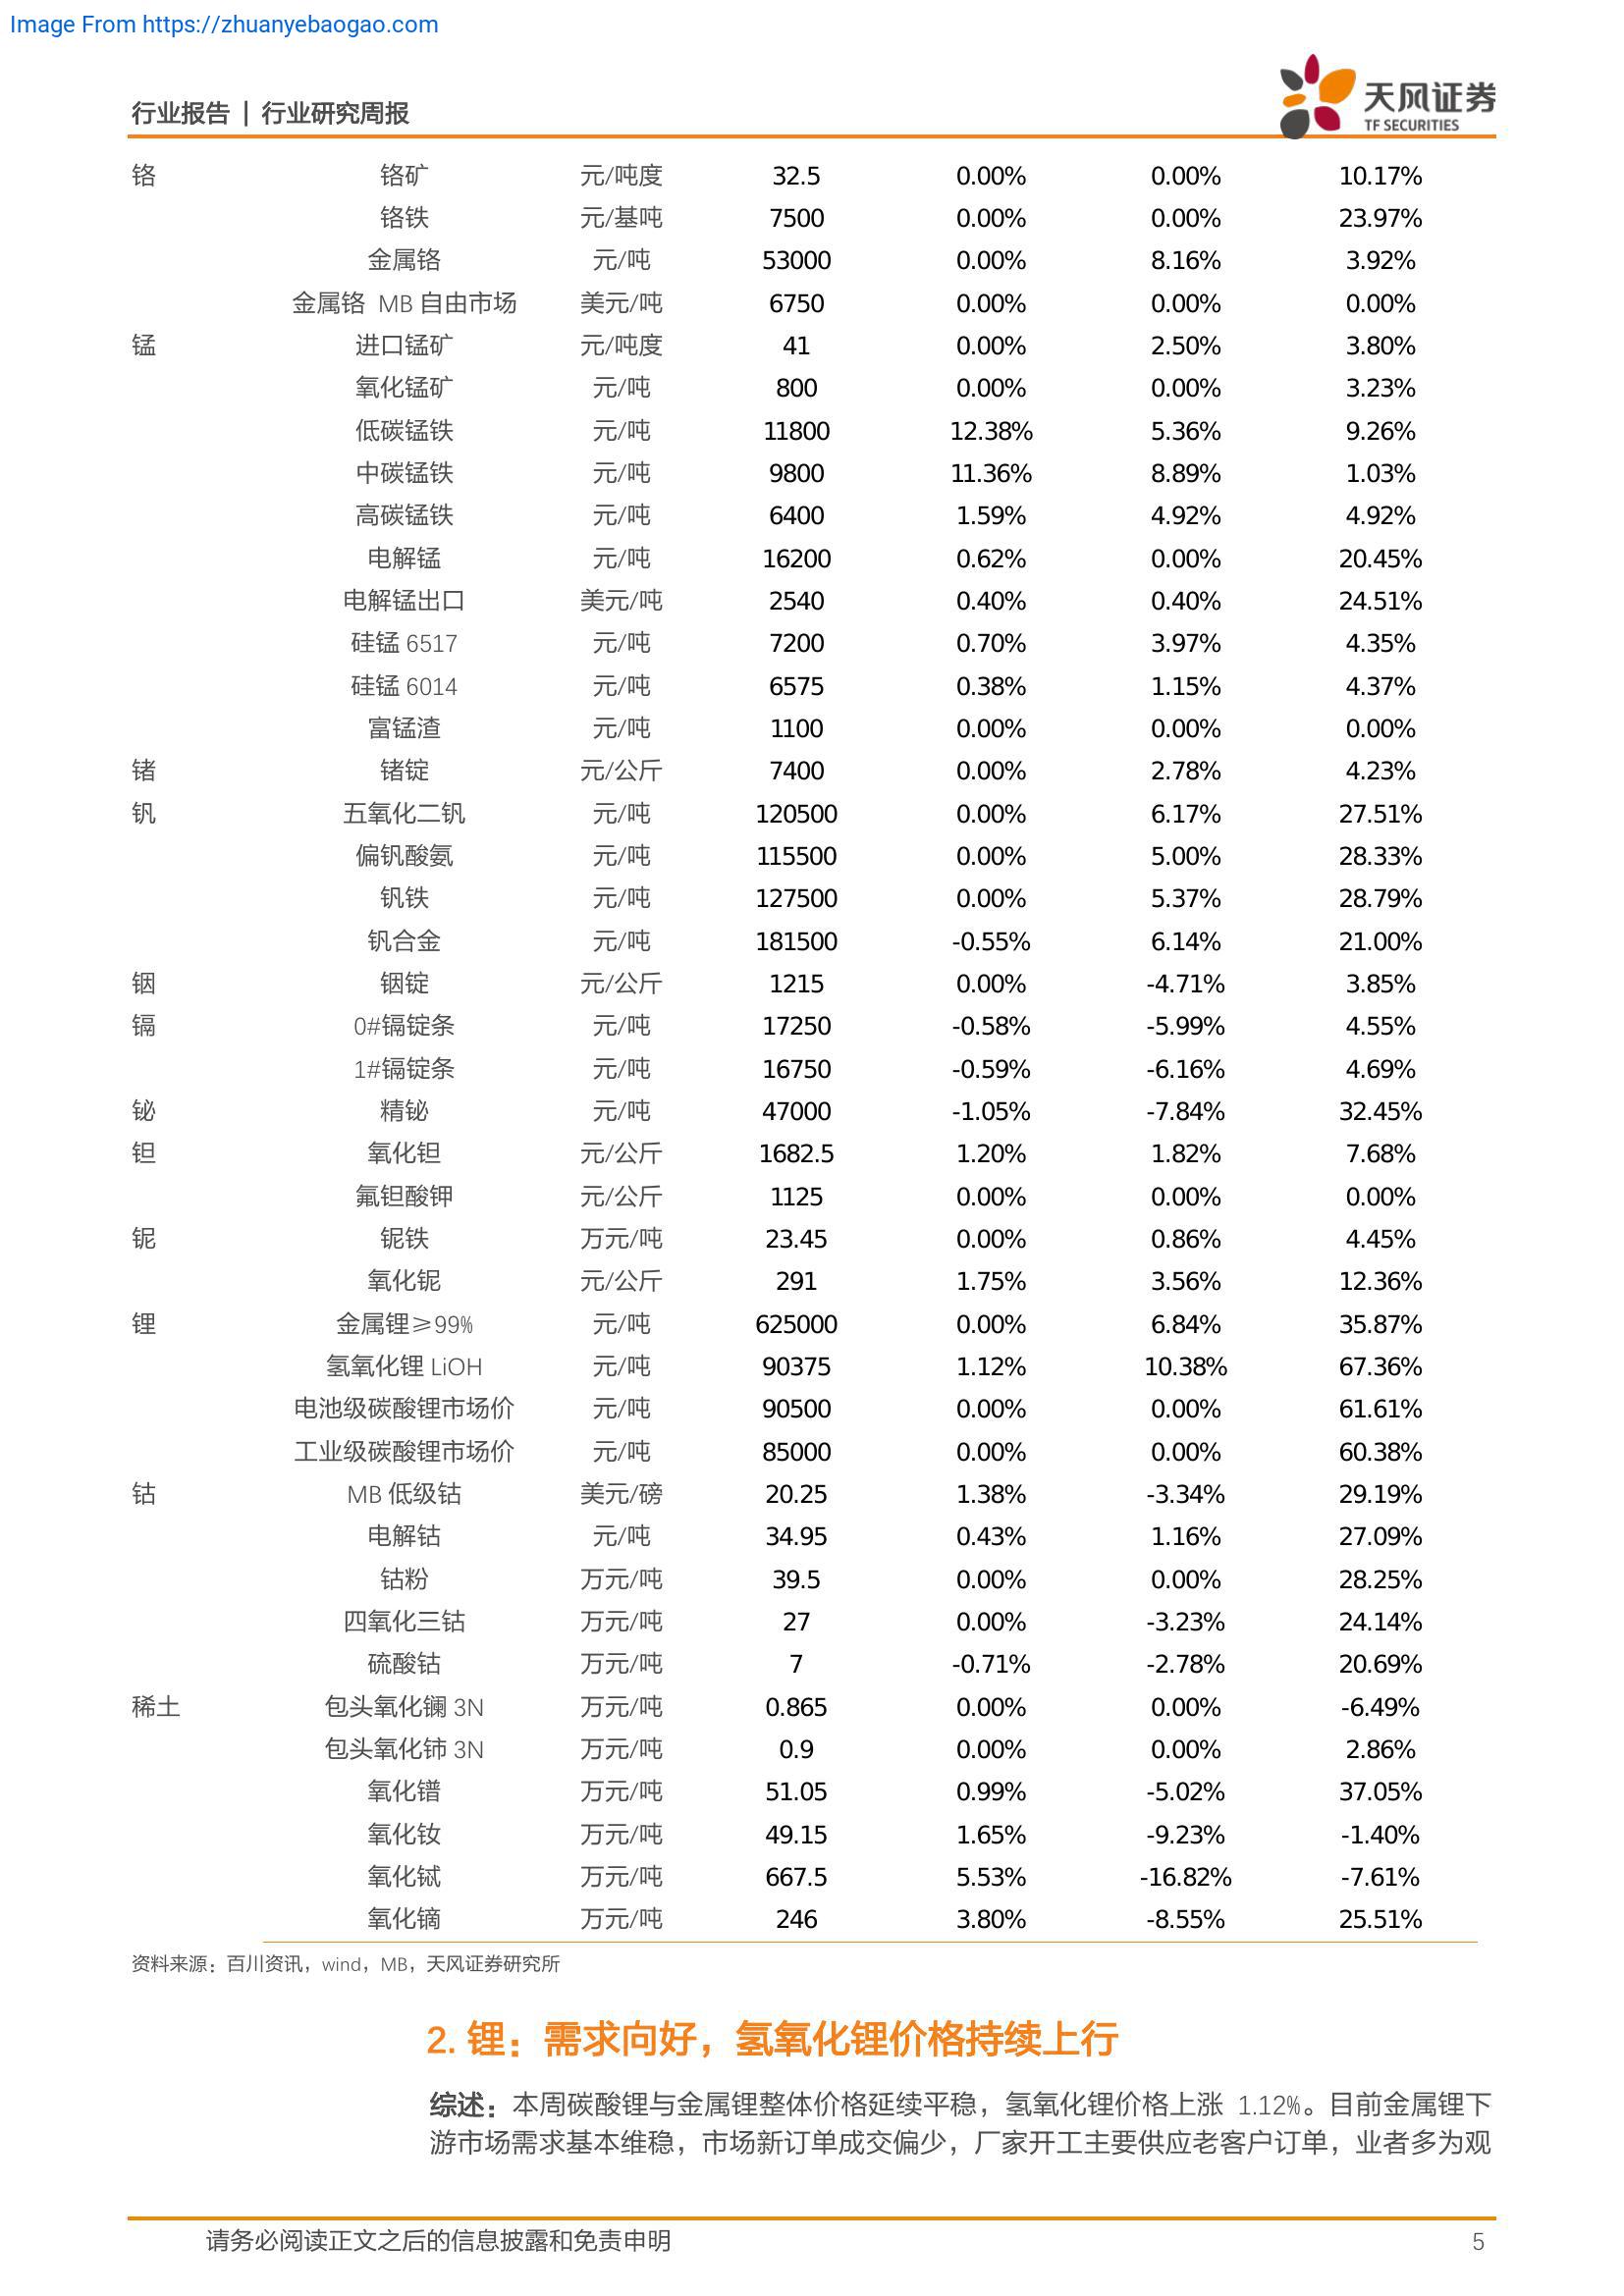 Image From https://zhuanyebaogao.com
行业报告 | 行业研究周报
天风证券
TF SECURITIES
铬 铬矿 元/吨度 32.5 0.00% 0.00% 10.17%
铬铁 元/基吨 7500 0.00% 0.00% 23.97%
金属铬 元/吨 53000 0.00% 8.16% 3.92%
金属铬 MB 自由市场 美元/吨 6750 0.00% 0.00% 0.00%
锰 进口锰矿 元/吨度 41 0.00% 2.50% 3.80%
氧化锰矿 元/吨 800 0.00% 0.00% 3.23%
低碳锰铁 元/吨 11800 12.38% 5.36% 9.26%
中碳锰铁 元/吨 9800 11.36% 8.89% 1.03%
高碳锰铁 元/吨 6400 1.59% 4.92% 4.92%
电解锰 元/吨 16200 0.62% 0.00% 20.45%
电解锰出口 美元/吨 2540 0.40% 0.40% 24.51%
硅锰 6517 元/吨 7200 0.70% 3.97% 4.35%
硅锰 6014 元/吨 6575 0.38% 1.15% 4.37%
富锰渣 元/吨 1100 0.00% 0.00% 0.00%
锗 锗锭 元/公斤 7400 0.00% 2.78% 4.23%
钒 五氧化二钒 元/吨 120500 0.00% 6.17% 27.51%
偏钒酸氨 元/吨 115500 0.00% 5.00% 28.33%
钒铁 元/吨 127500 0.00% 5.37% 28.79%
钒合金 元/吨 181500 -0.55% 6.14% 21.00%
铟 铟锭 元/公斤 1215 0.00% -4.71% 3.85%
镉 0#镉锭条 元/吨 17250 -0.58% -5.99% 4.55%
1#镉锭条 元/吨 16750 -0.59% -6.16% 4.69%
铋 精铋 元/吨 47000 -1.05% -7.84% 32.45%
钽 氧化钽 元/公斤 1682.5 1.20% 1.82% 7.68%
氟钽酸钾 元/公斤 1125 0.00% 0.00% 0.00%
铌 铌铁 万元/吨 23.45 0.00% 0.86% 4.45%
氧化铌 元/公斤 291 1.75% 3.56% 12.36%
锂 金属锂≥99% 元/吨 625000 0.00% 6.84% 35.87%
氢氧化锂 LiOH 元/吨 90375 1.12% 10.38% 67.36%
电池级碳酸锂市场价 元/吨 90500 0.00% 0.00% 61.61%
工业级碳酸锂市场价 元/吨 85000 0.00% 0.00% 60.38%
钴 MB 低级钴 美元/磅 20.25 1.38% -3.34% 29.19%
电解钴 元/吨 34.95 0.43% 1.16% 27.09%
钴粉 万元/吨 39.5 0.00% 0.00% 28.25%
四氧化三钴 万元/吨 27 0.00% -3.23% 24.14%
硫酸钴 万元/吨 7 -0.71% -2.78% 20.69%
稀土 包头氧化镧 3N 万元/吨 0.865 0.00% 0.00% -6.49%
包头氧化铈 3N 万元/吨 0.9 0.00% 0.00% 2.86%
氧化镨 万元/吨 51.05 0.99% -5.02% 37.05%
氧化钕 万元/吨 49.15 1.65% -9.23% -1.40%
氧化铽 万元/吨 667.5 5.53% -16.82% -7.61%
氧化镝 万元/吨 246 3.80% -8.55% 25.51%
资料来源：百川资讯，wind，MB，天风证券研究所
2. 锂：需求向好，氢氧化锂价格持续上行
综述：本周碳酸锂与金属锂整体价格延续平稳，氢氧化锂价格上涨 1.12%。目前金属锂下
游市场需求基本维稳，市场新订单成交偏少，厂家开工主要供应老客户订单，业者多为观
请务必阅读正文之后的信息披露和免责申明 5